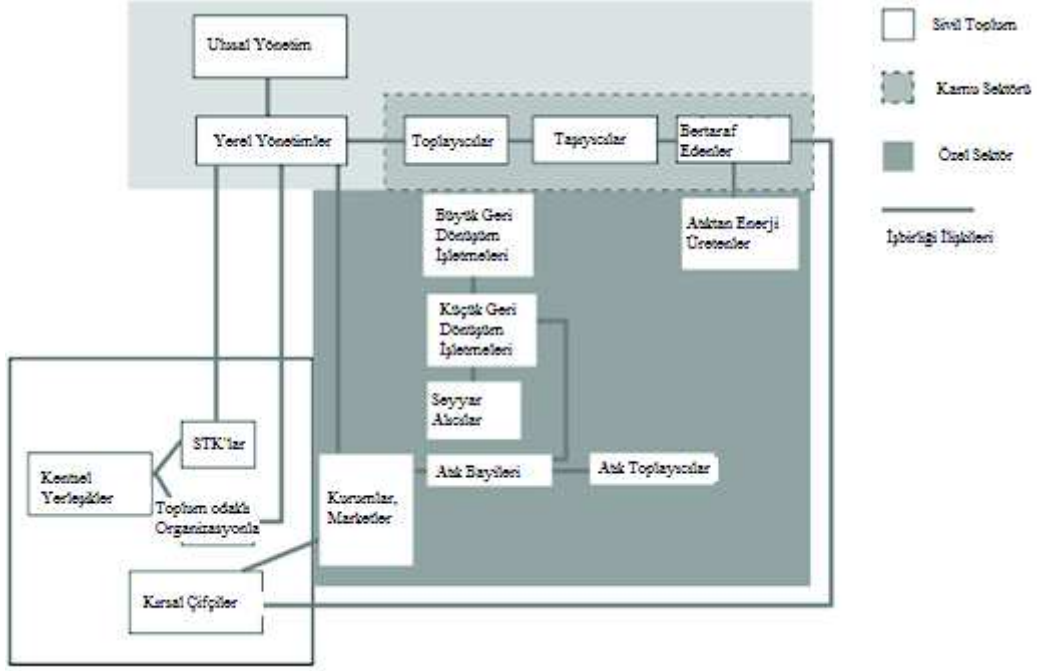 Ulusal Yönetim
Yerel Yönetimler
Toplayıcılar
Taşıyıcılar
Bertaraf
Edenler
Büyük Geri
Dönüşüm
İşletmeleri
Atıktan Enerji
Üretenler
Küçük Geri
Dönüşüm
İşletmeleri
Seyyar
Alıcılar
STK'lar
Kentsel
Yerleşikler
Toplum odaklı
Organizasyonla
Kurumlar,
Marketler
Atık Bayileri
Atık Toplayıcılar
Kırsal Çifçiler
Sivil Toplum
Kamu Sektörü
Özel Sektör
İşbirliği İlişkileri